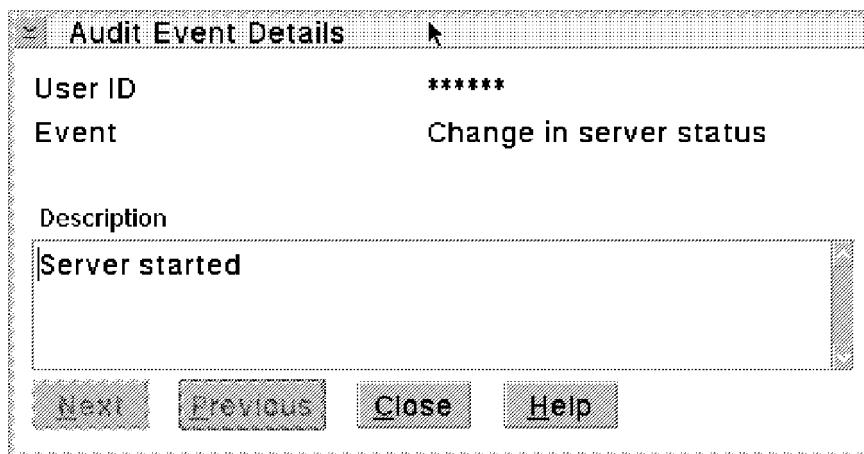 Audit Event Details
User ID ******
Event Change in server status
Description
Server started
Next Previous Close Help